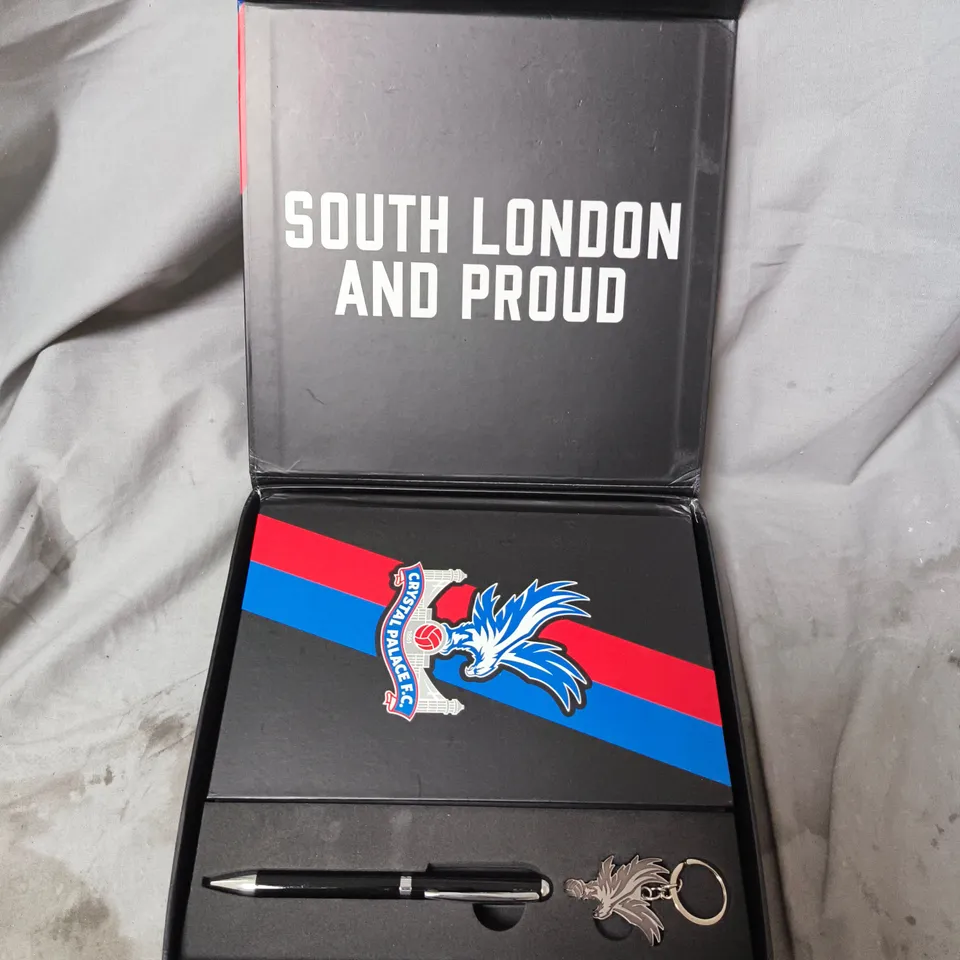 SOUTH LONDON
AND PROUD
CRYSTAL PALACE F.C.